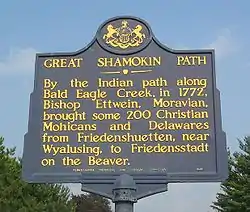 GREAT SHAMOKIN PATH
By the Indian path along
Bald Eagle Creek, in 1772,
Bishop Ettwein, Moravian,
brought some 200 Christian
Mohicans and Delawares
from Friedenshuetten, near
Wyalusing, to Friedensstadt
on the Beaver.